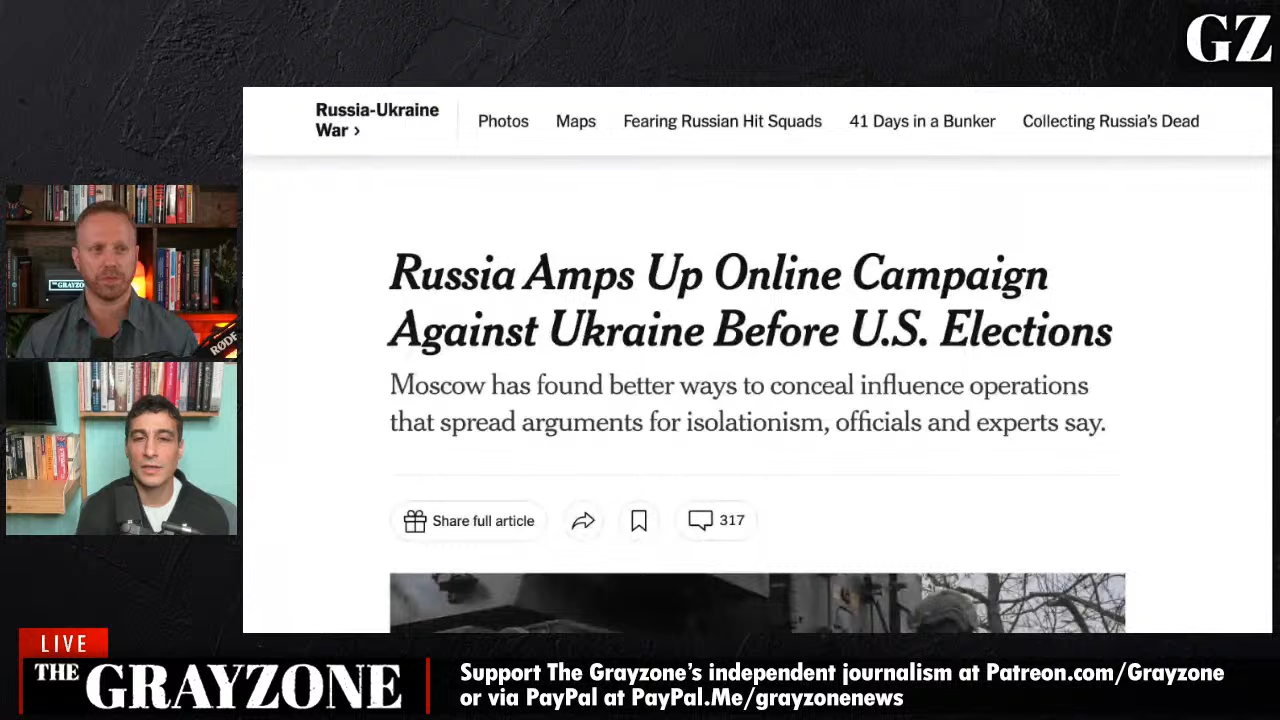 GZ
Russia-Ukraine
War ›
Photos
Maps
Fearing Russian Hit Squads
41 Days in a Bunker
Collecting Russia's Dead
Russia Amps Up Online Campaign
Against Ukraine Before U.S. Elections
Moscow has found better ways to conceal influence operations
that spread arguments for isolationism, officials and experts say.
Share full article
317
RØDE
LIVE
THE GRAYZONE
Support The Grayzone's independent journalism at Patreon.com/Grayzone
or via PayPal at PayPal.Me/grayzonenews